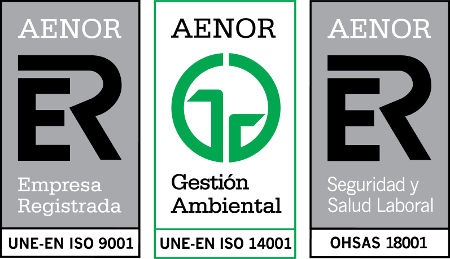 AENOR
ER
Empresa
Registrada
UNE-EN ISO 9001
AENOR
Gestión
Ambiental
UNE-EN ISO 14001
AENOR
ER
Seguridad y
Salud Laboral
OHSAS 18001